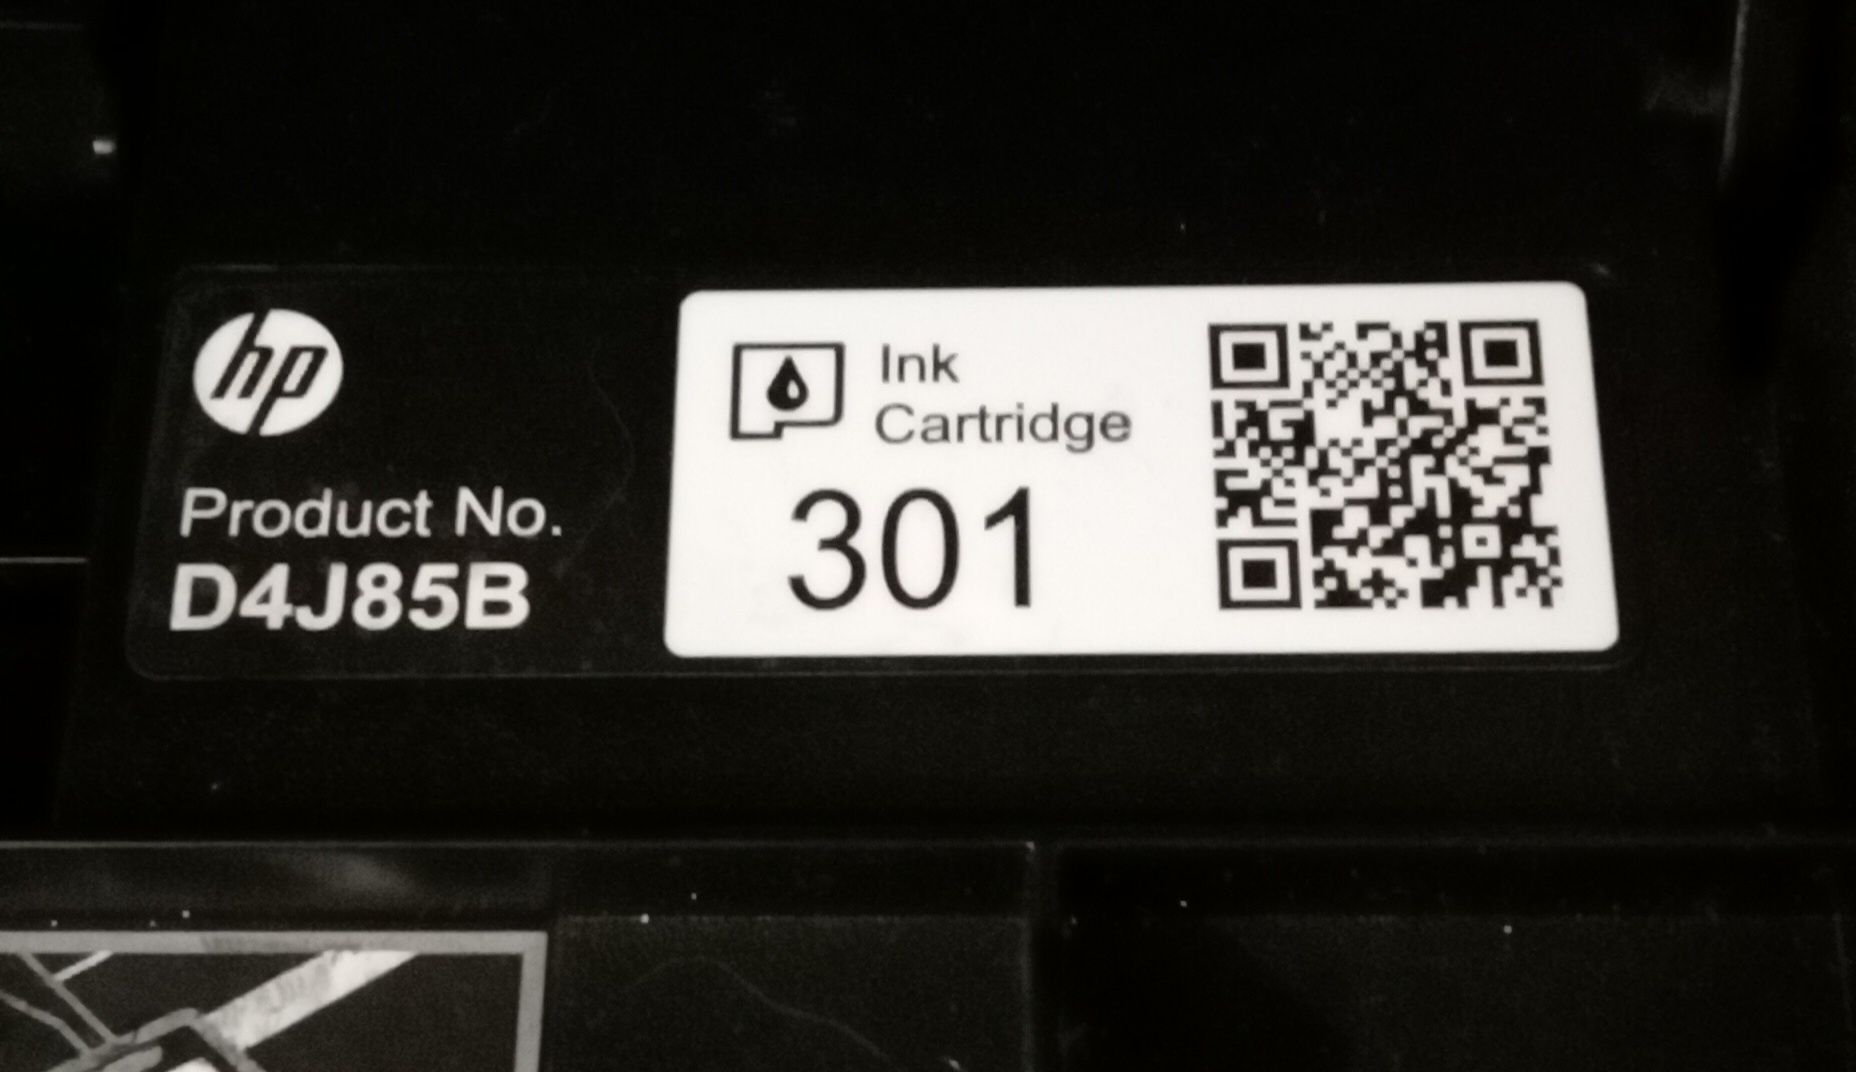 hp
Product No.
D4J85B
Ink
Cartridge
301